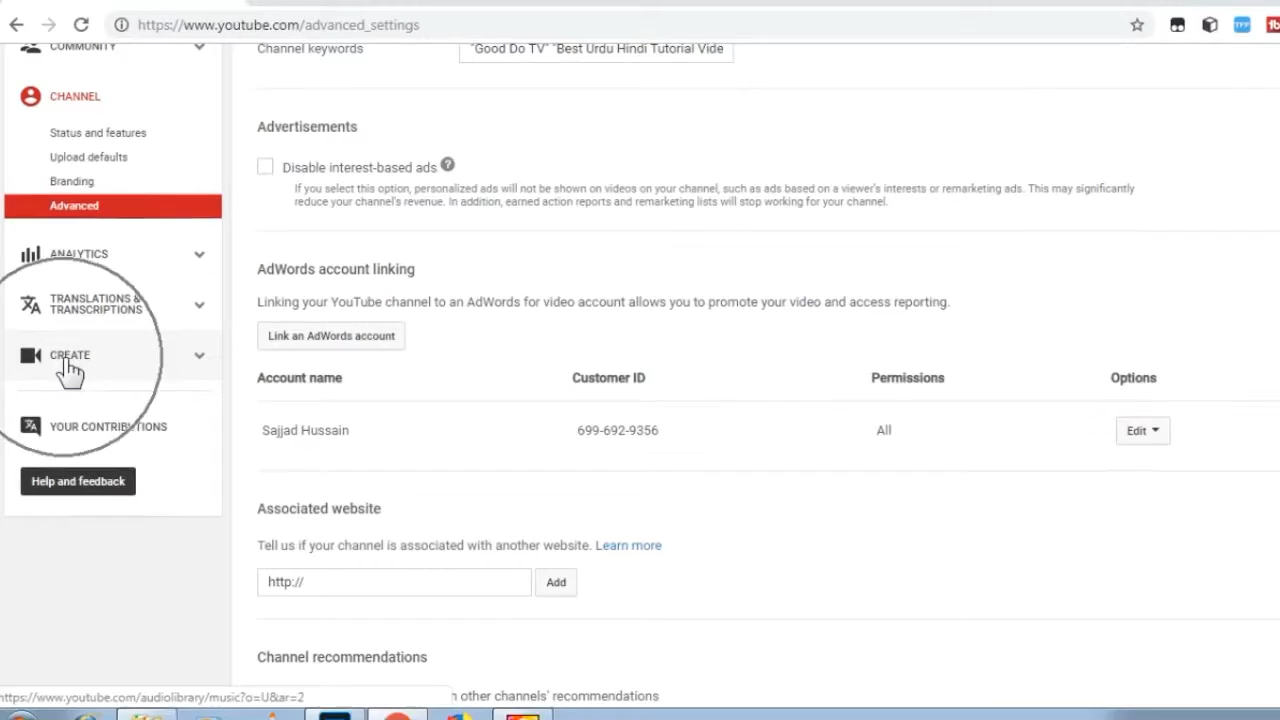 https://www.youtube.com/advanced_settings
COMMUNITY
CHANNEL
Status and features
Upload defaults
Branding
Advanced
ANALYTICS
TRANSLATIONS &
TRANSCRIPTIONS
CREATE
YOUR CONTRIBUTIONS
Help and feedback
Channel keywords
"Good Do TV" "Best Urdu Hindi Tutorial Vide
Advertisements
Disable interest-based ads ?
If you select this option, personalized ads will not be shown on videos on your channel, such as ads based on a viewer's interests or remarketing ads. This may significantly
reduce your channel's revenue. In addition, earned action reports and remarketing lists will stop working for your channel.
AdWords account linking
Linking your YouTube channel to an AdWords for video account allows you to promote your video and access reporting.
Link an AdWords account
Account name Customer ID Permissions Options
Sajjad Hussain 699-692-9356 All Edit
Associated website
Tell us if your channel is associated with another website. Learn more
http:// Add
Channel recommendations
n other channels' recommendations
https://www.youtube.com/audiolibrary/music?o=U&ar=2